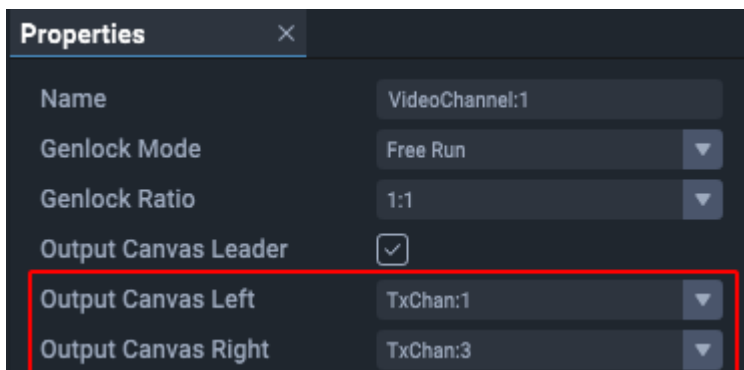 Properties
Name VideoChannel:1
Genlock Mode Free Run
Genlock Ratio 1:1
Output Canvas Leader
Output Canvas Left TxChan:1
Output Canvas Right TxChan:3